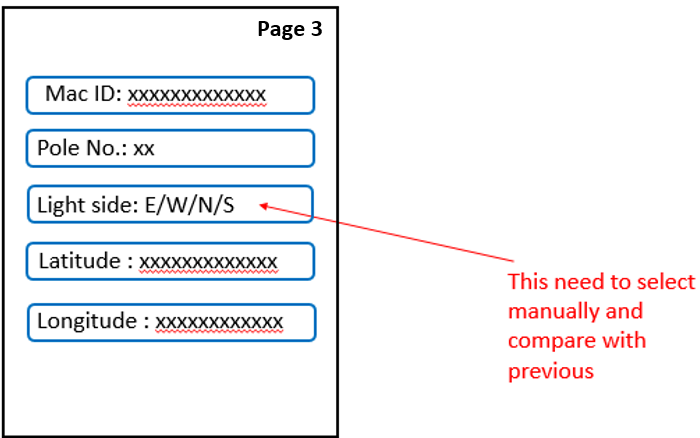 Page 3
Mac ID: xxxxxxxxxxxxx
Pole No.: xx
Light side: E/W/N/S
Latitude : xxxxxxxxxxxxx
Longitude : xxxxxxxxxxxx
This need to select
manually and
compare with
previous